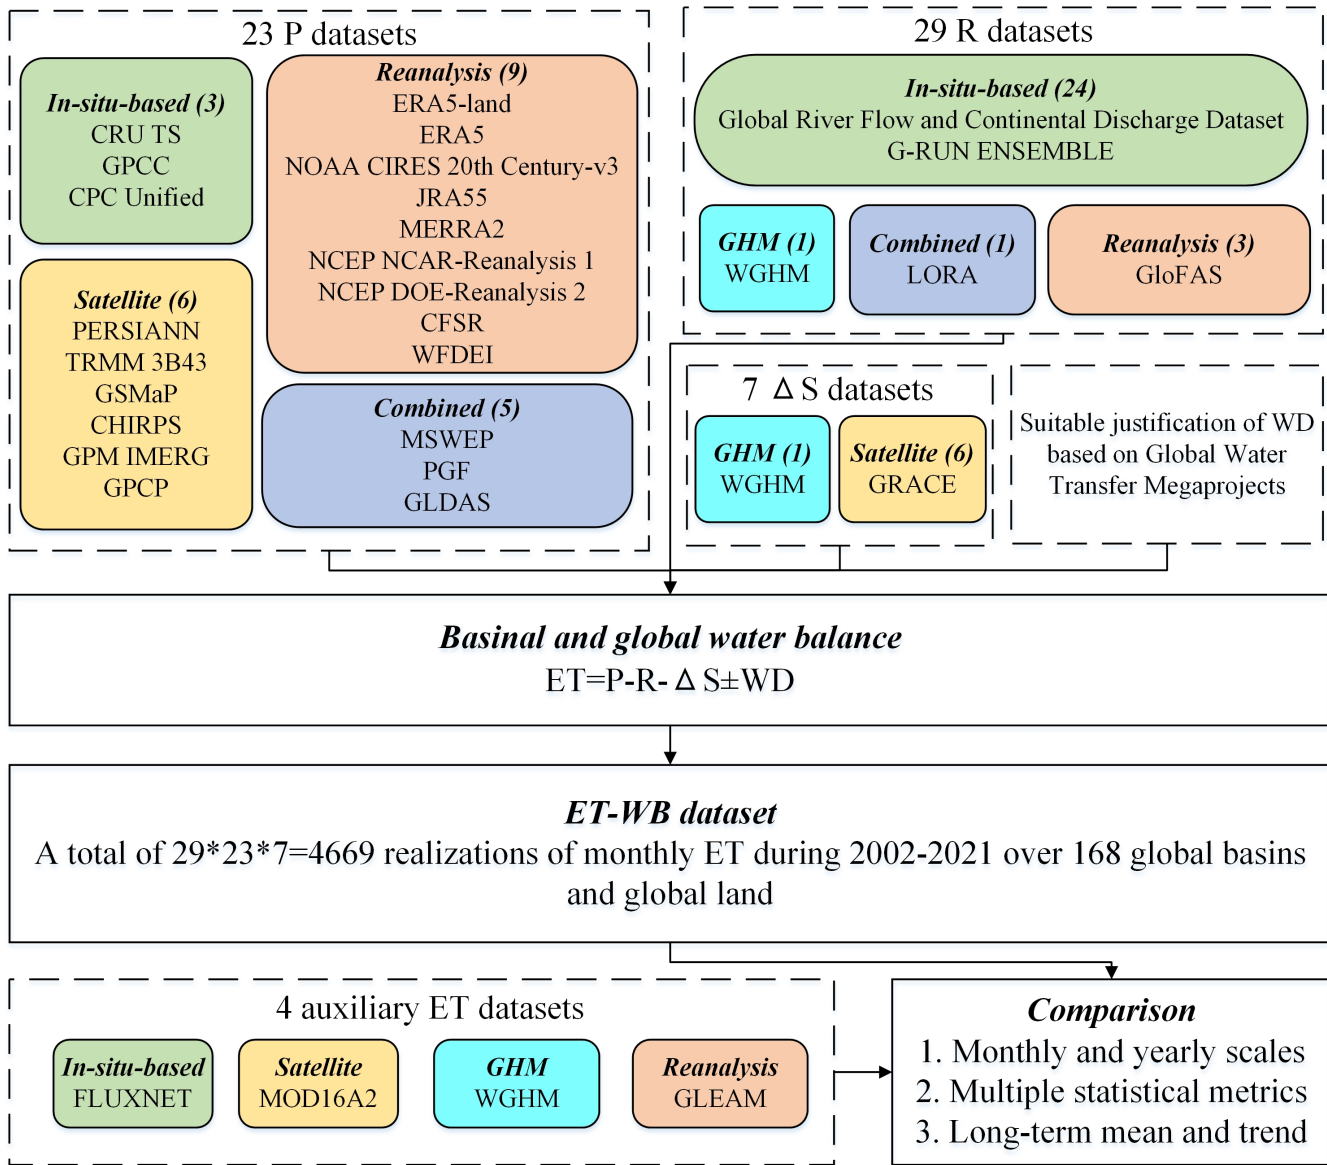 23 P datasets
In-situ-based (3)
CRU TS
GPCC
CPC Unified
Satellite (6)
PERSIANN
TRMM 3B43
GSMaP
CHIRPS
GPM IMERG
GPCP
Reanalysis (9)
ERA5-land
ERA5
NOAA CIRES 20th Century-v3
JRA55
MERRA2
NCEP NCAR-Reanalysis 1
NCEP DOE-Reanalysis 2
CFSR
WFDEI
Combined (5)
MSWEP
PGF
GLDAS
29 R datasets
In-situ-based (24)
Global River Flow and Continental Discharge Dataset
G-RUN ENSEMBLE
GHM (1)
WGHM
Combined (1)
LORA
Reanalysis (3)
GloFAS
7 Δ S datasets
GHM (1)
WGHM
Satellite (6)
GRACE
Suitable justification of WD
based on Global Water
Transfer Megaprojects
Basinal and global water balance
ET=P-R- Δ S±WD
ET-WB dataset
A total of 29*23*7=4669 realizations of monthly ET during 2002-2021 over 168 global basins
and global land
4 auxiliary ET datasets
In-situ-based
FLUXNET
Satellite
MOD16A2
GHM
WGHM
Reanalysis
GLEAM
Comparison
1. Monthly and yearly scales
2. Multiple statistical metrics
3. Long-term mean and trend